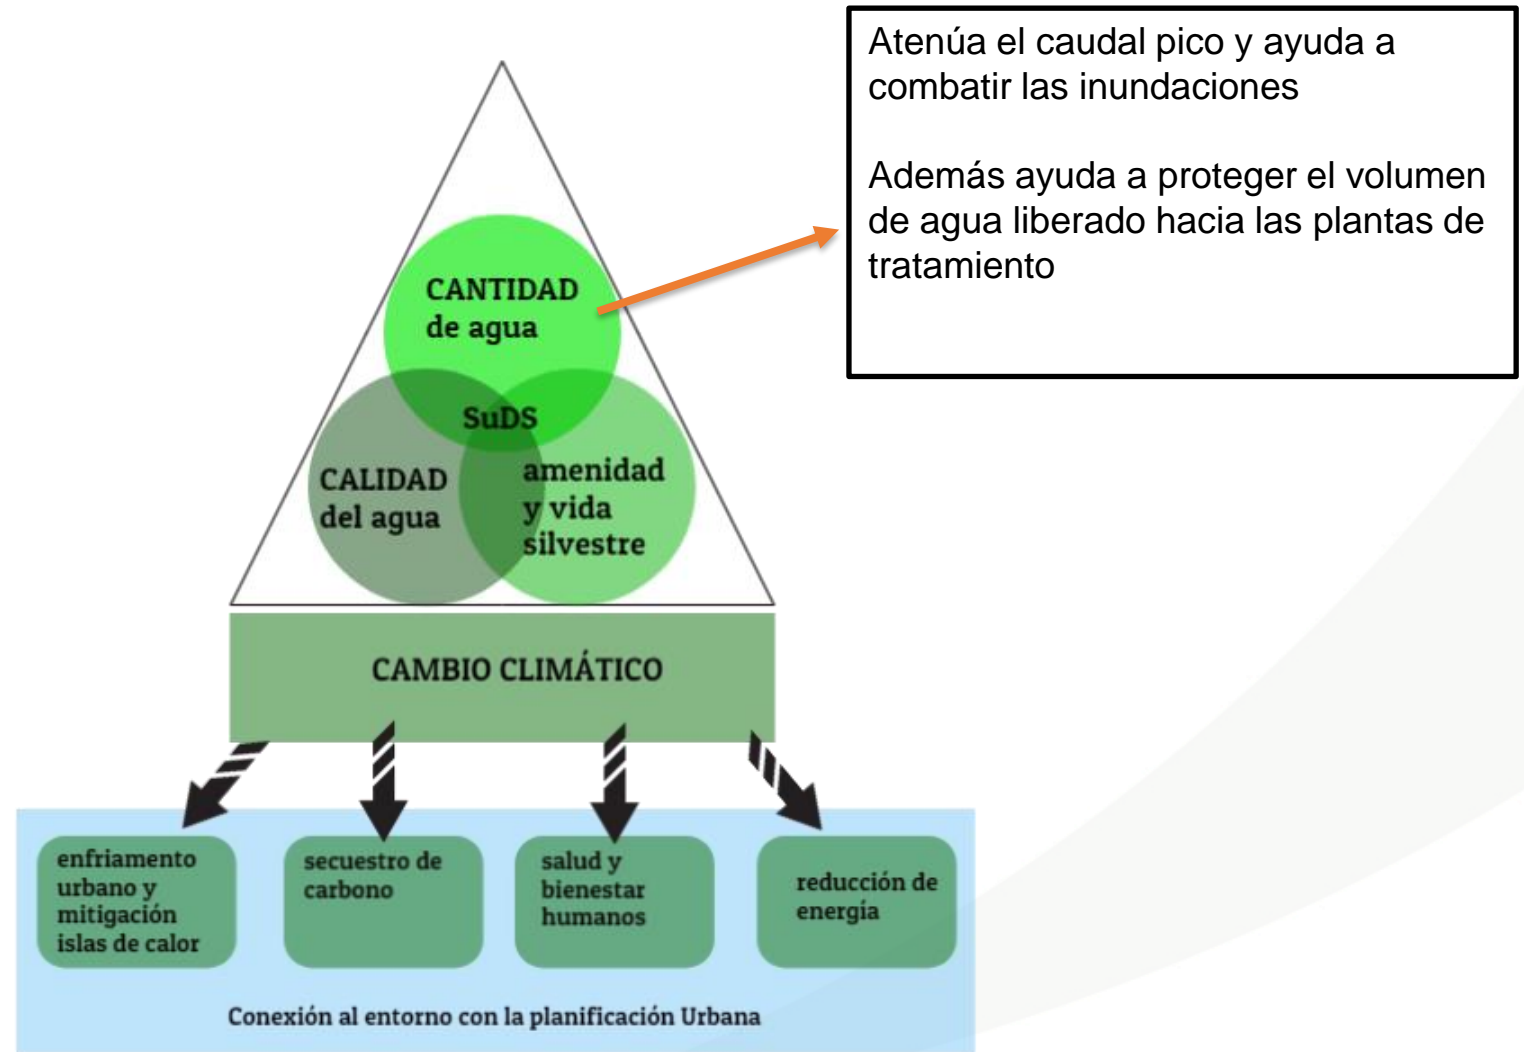 Atenúa el caudal pico y ayuda a
combatir las inundaciones
Además ayuda a proteger el volumen
de agua liberado hacia las plantas de
tratamiento
CANTIDAD
de agua
SuDS
CALIDAD
del agua
amenidad
y vida
silvestre
CAMBIO CLIMÁTICO
enfriamento
urbano y
mitigación
islas de calor
secuestro de
carbono
salud y
bienestar
humanos
reducción de
energía
Conexión al entorno con la planificación Urbana